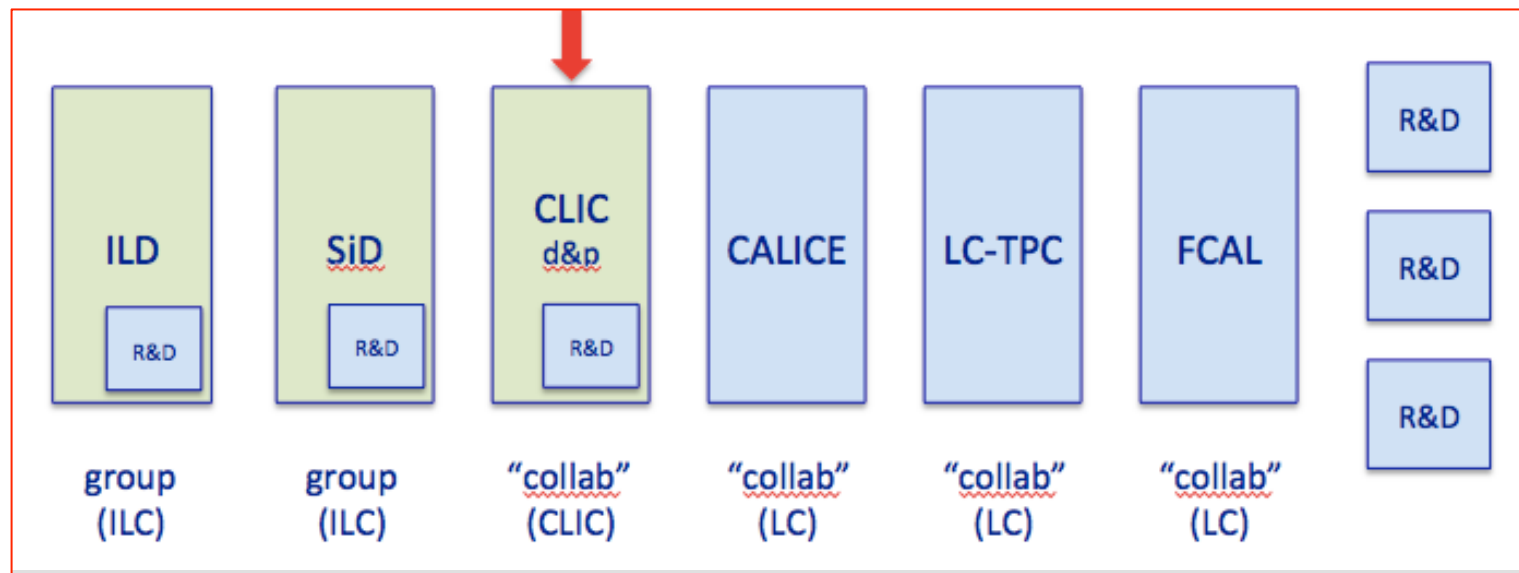 ILD
R&D
group
(ILC)
SiD
R&D
group
(ILC)
CLIC
d&p
R&D
“collab”
(CLIC)
CALICE
“collab”
(LC)
LC-TPC
“collab”
(LC)
FCAL
“collab”
(LC)
R&D
R&D
R&D